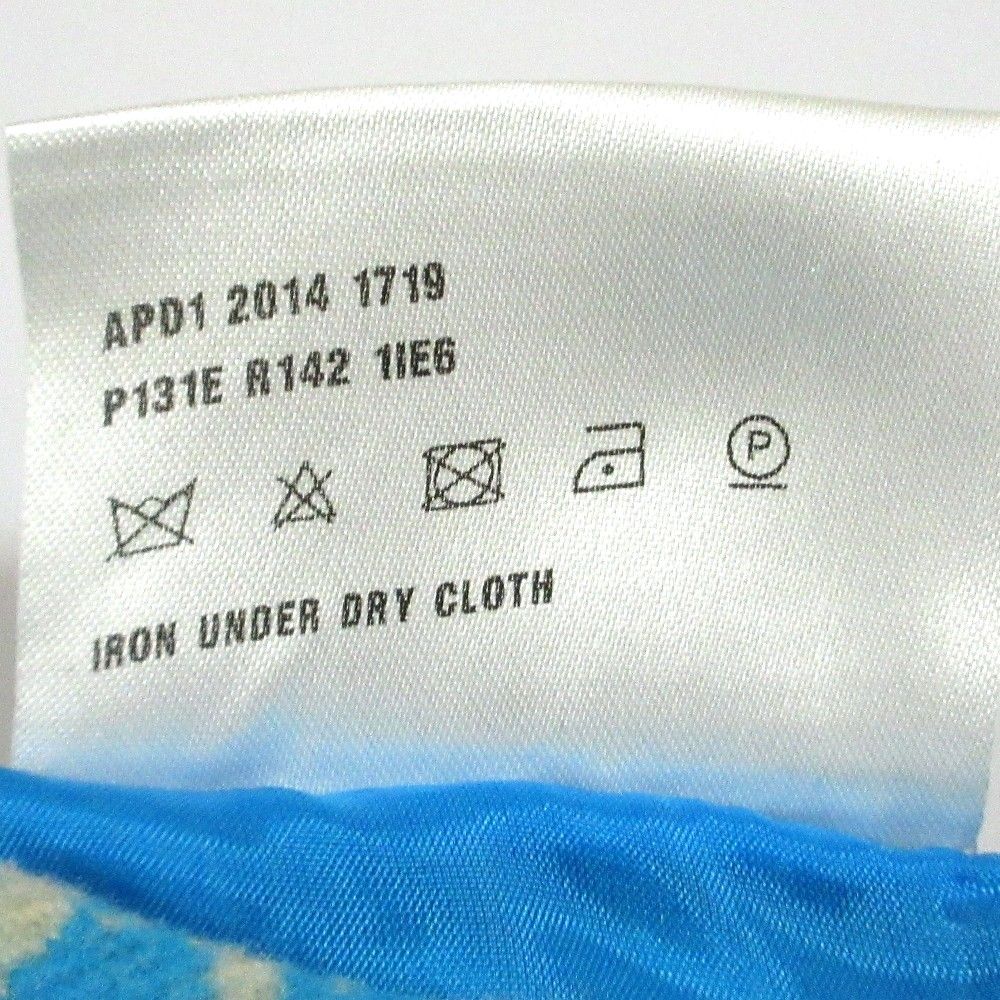 APD1 2014 1719
P131E R142 1IE6
P
IRON UNDER DRY CLOTH